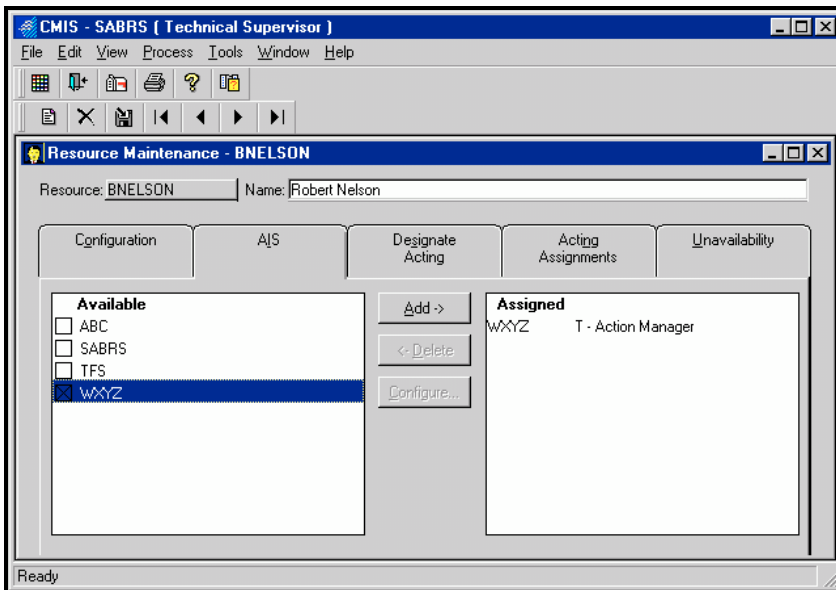 CMIS - SABRS ( Technical Supervisor )
File Edit View Process Tools Window Help
Resource Maintenance - BNELSON
Resource: BNELSON Name: Robert Nelson
Configuration AIS Designate Acting Acting Assignments Unavailability
Available
ABC
SABRS
TFS
WXYZ
Add ->
<- Delete
Configure...
Assigned
WXYZ T - Action Manager
Ready